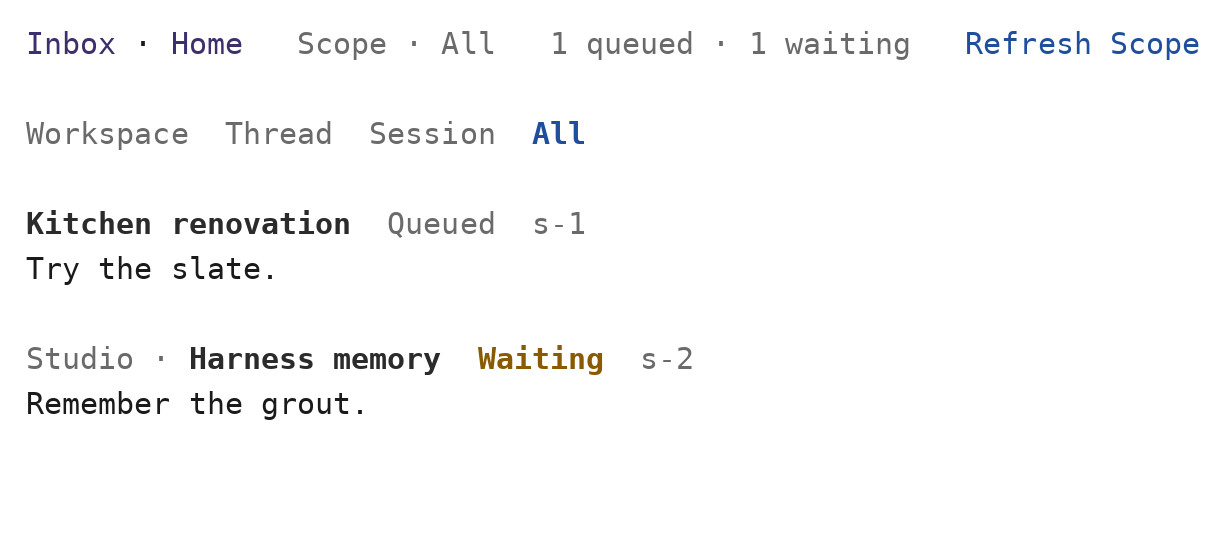 Inbox · Home   Scope · All   1 queued · 1 waiting   Refresh Scope
Workspace  Thread  Session  All
Kitchen renovation  Queued  s-1
Try the slate.
Studio · Harness memory  Waiting  s-2
Remember the grout.